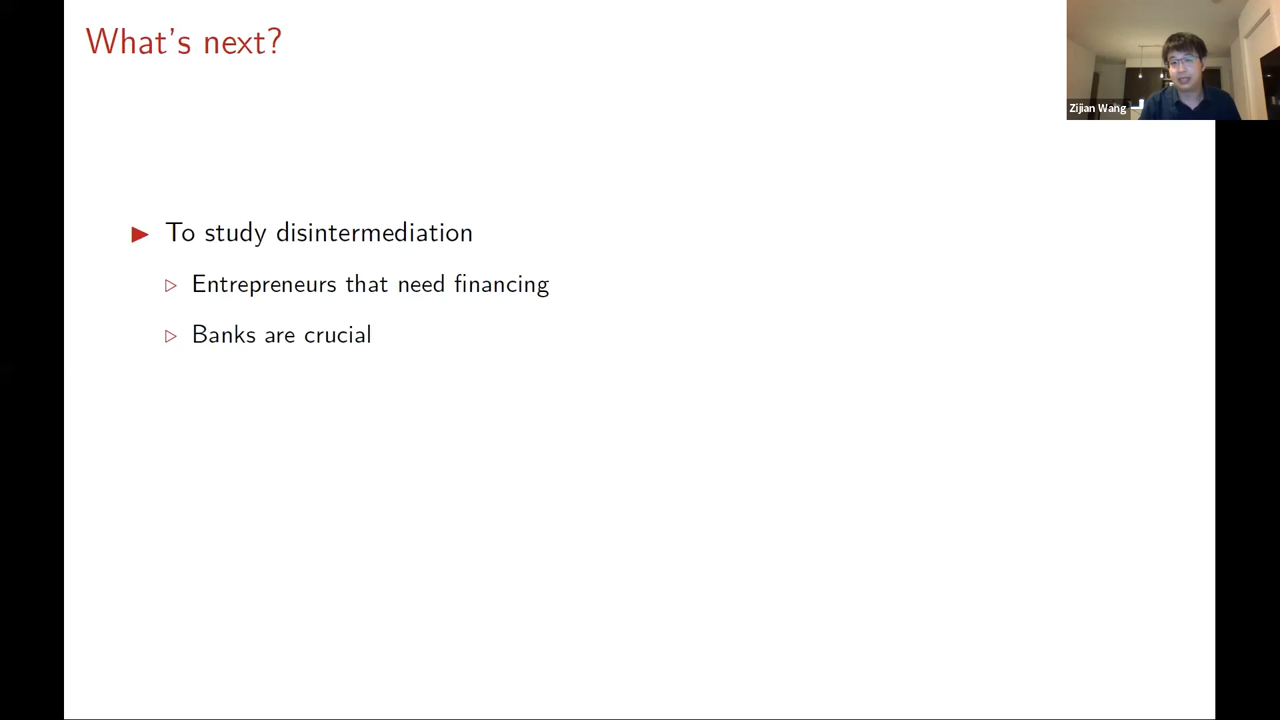 What's next?
Zijian Wang
▶ To study disintermediation
▷ Entrepreneurs that need financing
▷ Banks are crucial